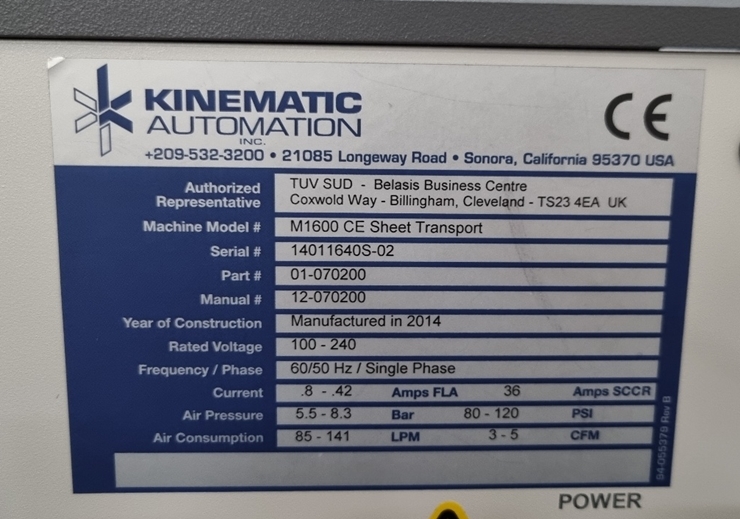 KINEMATIC
AUTOMATION
INC.
CE
+209-532-3200 • 21085 Longeway Road • Sonora, California 95370 USA
Authorized Representative TUV SUD - Belasis Business Centre
Coxwold Way - Billingham, Cleveland - TS23 4EA UK
Machine Model # M1600 CE Sheet Transport
Serial # 14011640S-02
Part # 01-070200
Manual # 12-070200
Year of Construction Manufactured in 2014
Rated Voltage 100 - 240
Frequency / Phase 60/50 Hz / Single Phase
Current .8 - .42 Amps FLA 36 Amps SCCR
Air Pressure 5.5 - 8.3 Bar 80 - 120 PSI
Air Consumption 85 - 141 LPM 3 - 5 CFM
94-055379 Rev B
POWER